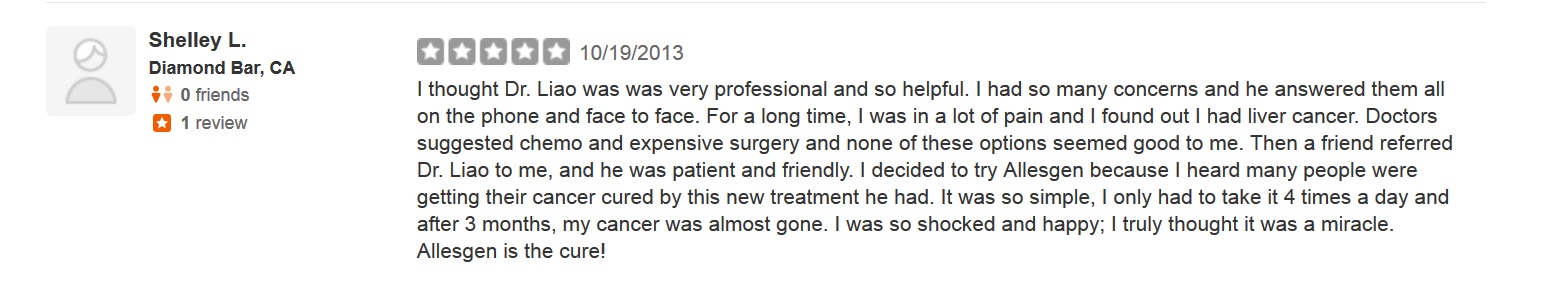 Shelley L.
Diamond Bar, CA
0 friends
1 review
10/19/2013
I thought Dr. Liao was was very professional and so helpful. I had so many concerns and he answered them all
on the phone and face to face. For a long time, I was in a lot of pain and I found out I had liver cancer. Doctors
suggested chemo and expensive surgery and none of these options seemed good to me. Then a friend referred
Dr. Liao to me, and he was patient and friendly. I decided to try Allesgen because I heard many people were
getting their cancer cured by this new treatment he had. It was so simple, I only had to take it 4 times a day and
after 3 months, my cancer was almost gone. I was so shocked and happy; I truly thought it was a miracle.
Allesgen is the cure!